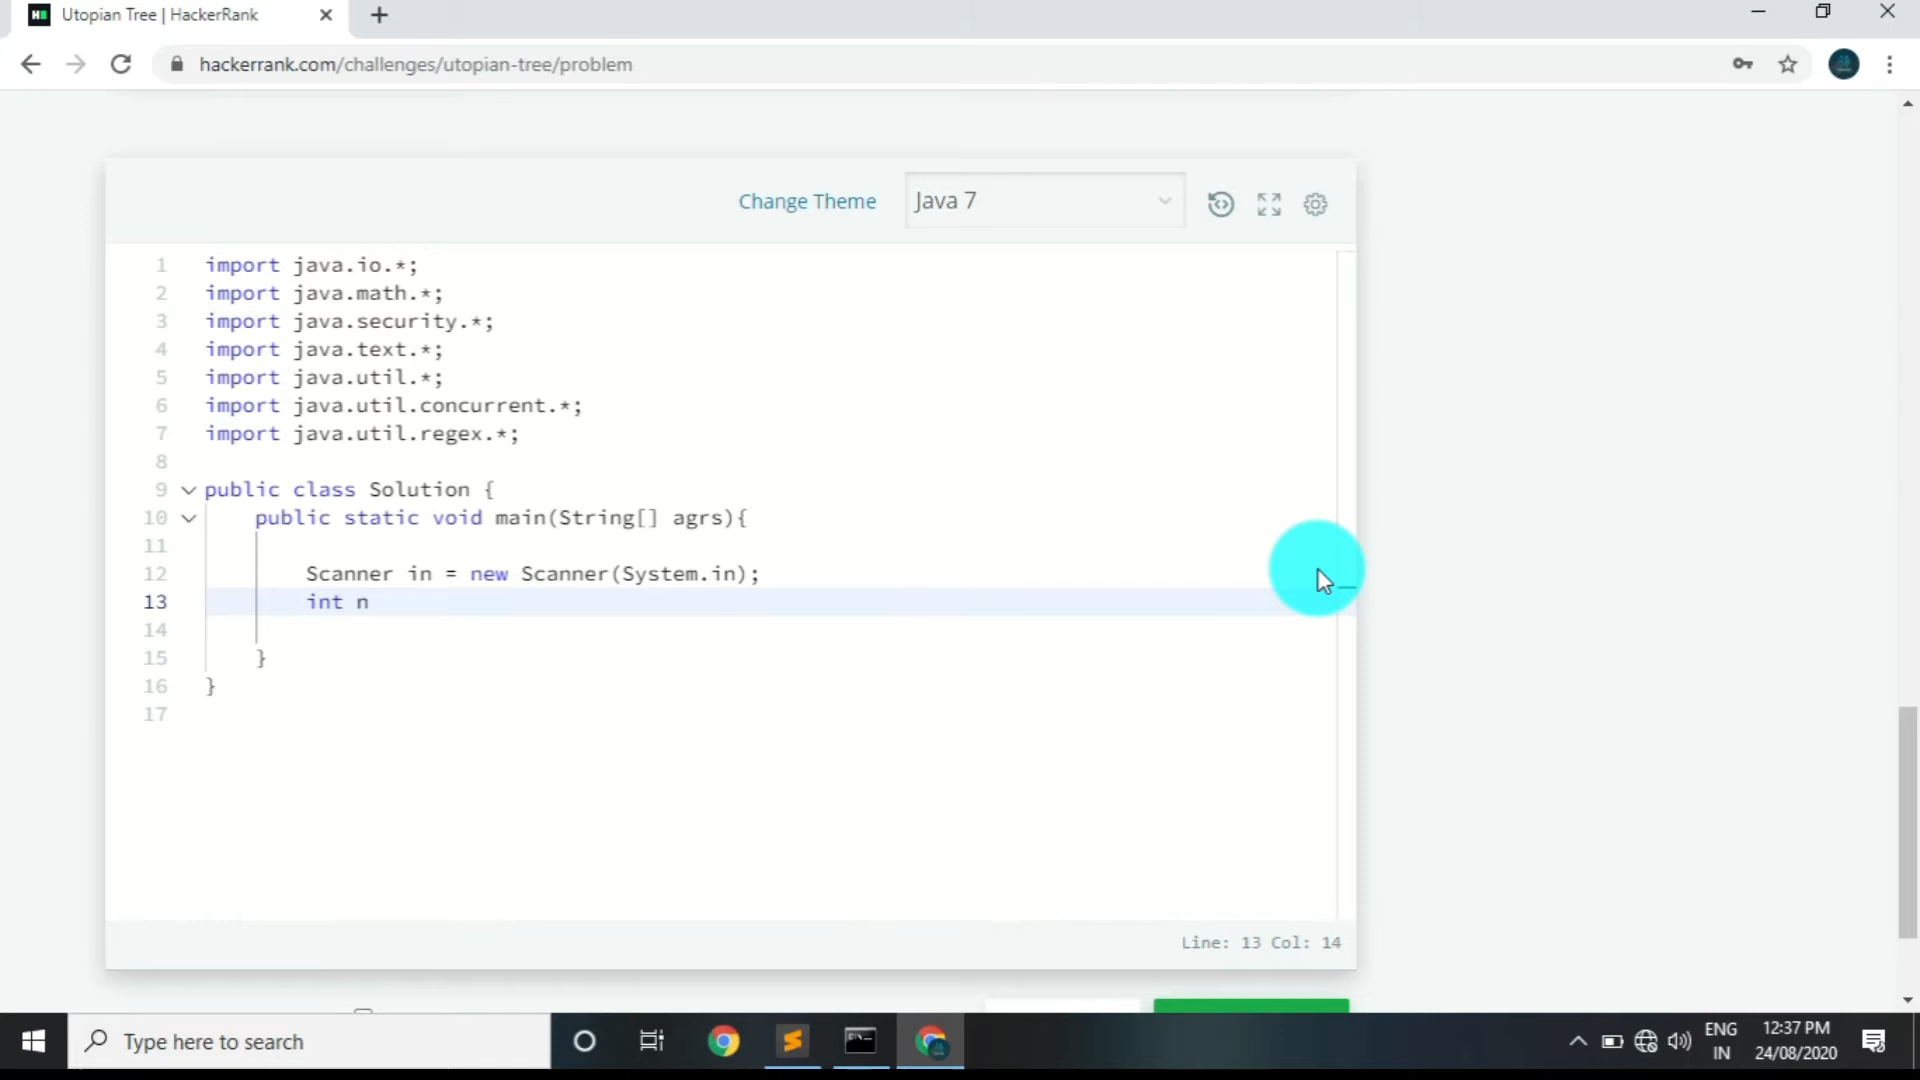 Utopian Tree | HackerRank
hackerrank.com/challenges/utopian-tree/problem
Change Theme
Java 7
1 import java.io.*;
2 import java.math.*;
3 import java.security.*;
4 import java.text.*;
5 import java.util.*;
6 import java.util.concurrent.*;
7 import java.util.regex.*;
8
9 public class Solution {
10 public static void main(String[] agrs){
11
12 Scanner in = new Scanner(System.in);
13 int n
14
15 }
16 }
17
Line: 13 Col: 14
Type here to search
ENG
IN
12:37 PM
24/08/2020